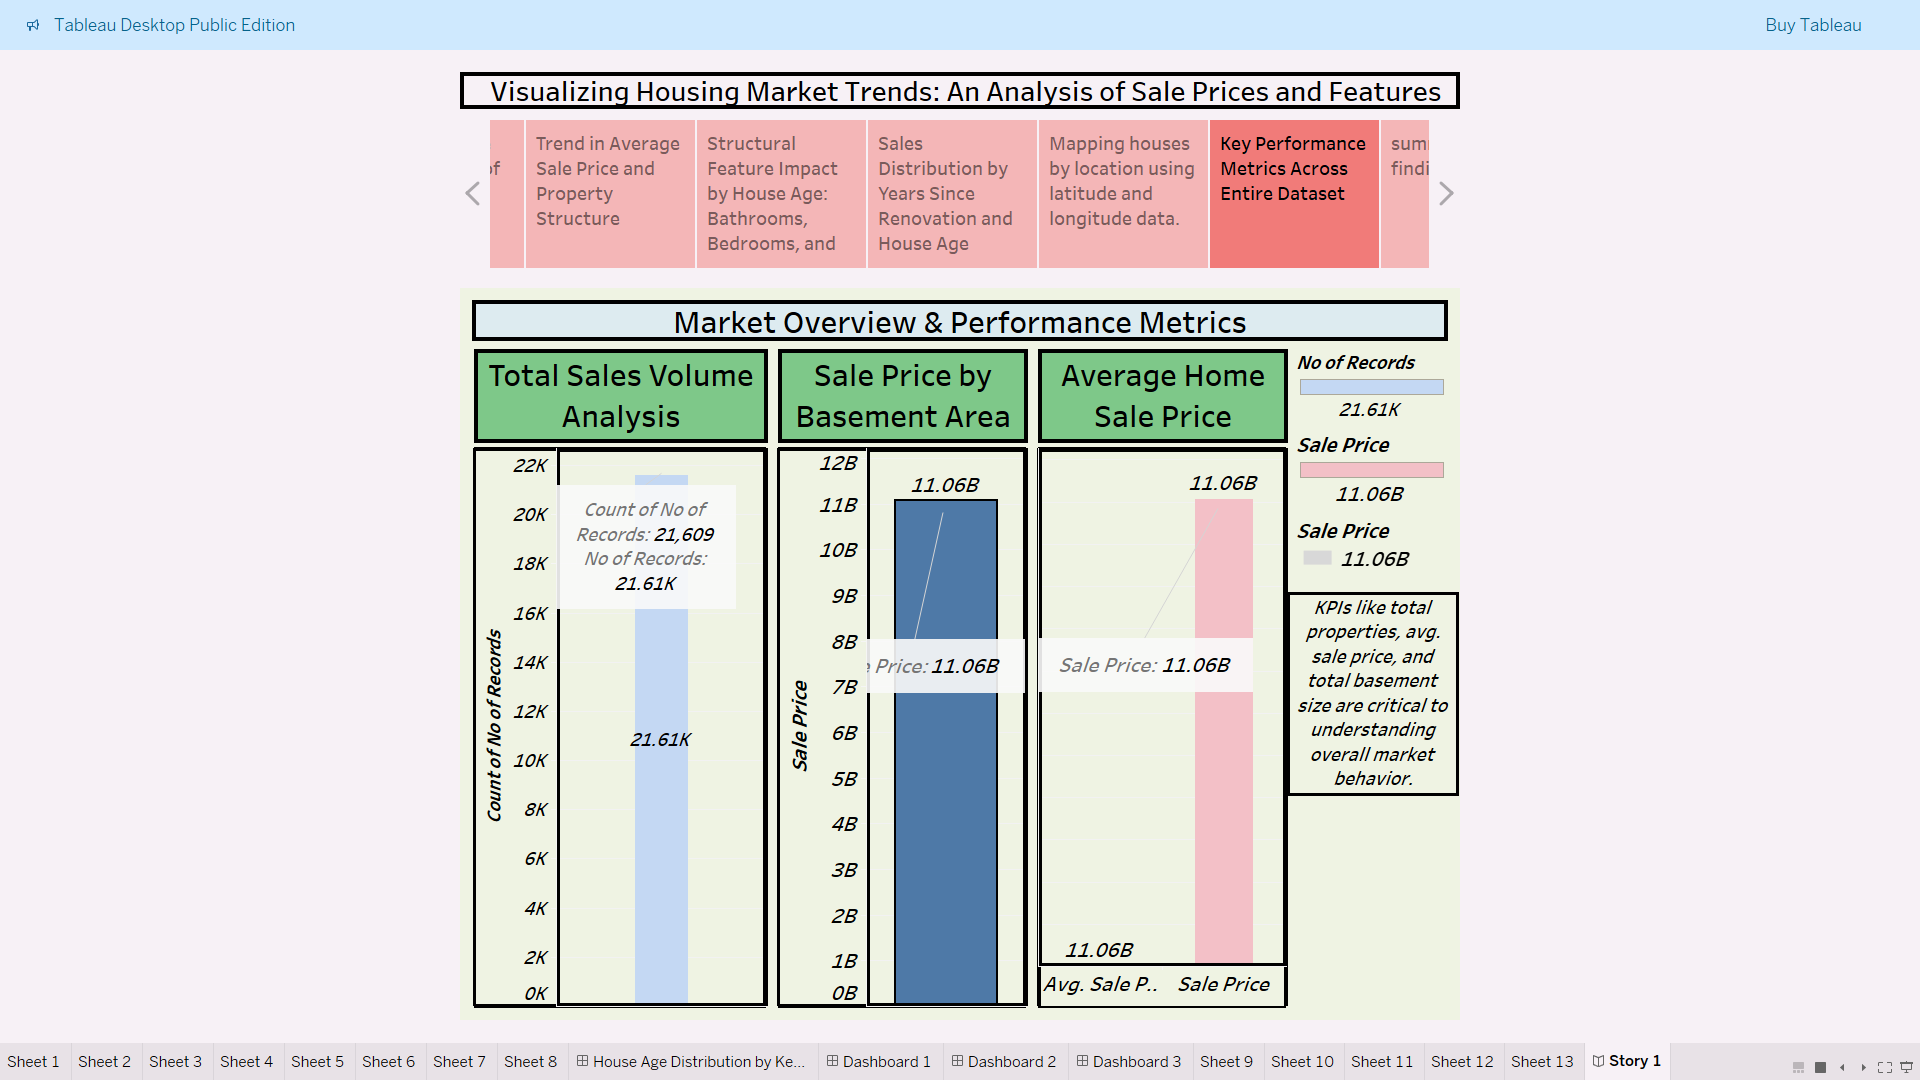 Tableau Desktop Public Edition
Buy Tableau
Visualizing Housing Market Trends: An Analysis of Sale Prices and Features
of
Trend in Average
Sale Price and
Property
Structure
Structural
Feature Impact
by House Age:
Bathrooms,
Bedrooms, and
Sales
Distribution by
Years Since
Renovation and
House Age
Mapping houses
by location using
latitude and
longitude data.
Key Performance
Metrics Across
Entire Dataset
Market Overview & Performance Metrics
Total Sales Volume
Analysis
Count of No of Records
22K
20K
18K
16K
14K
12K
10K
8K
6K
4K
2K
0K
Count of No of
Records: 21,609
No of Records:
21.61K
21.61K
Sale Price by
Basement Area
Sale Price
12B
11B
10B
9B
8B
7B
6B
5B
4B
3B
2B
1B
0B
11.06B
Price: 11.06B
Average Home
Sale Price
11.06B
Sale Price: 11.06B
11.06B
Avg. Sale P..
Sale Price
No of Records
21.61K
Sale Price
11.06B
Sale Price
11.06B
KPIs like total
properties, avg.
sale price, and
total basement
size are critical to
understanding
overall market
behavior.
Sheet 1
Sheet 2
Sheet 3
Sheet 4
Sheet 5
Sheet 6
Sheet 7
Sheet 8
House Age Distribution by Ke...
Dashboard 1
Dashboard 2
Dashboard 3
Sheet 9
Sheet 10
Sheet 11
Sheet 12
Sheet 13
Story 1